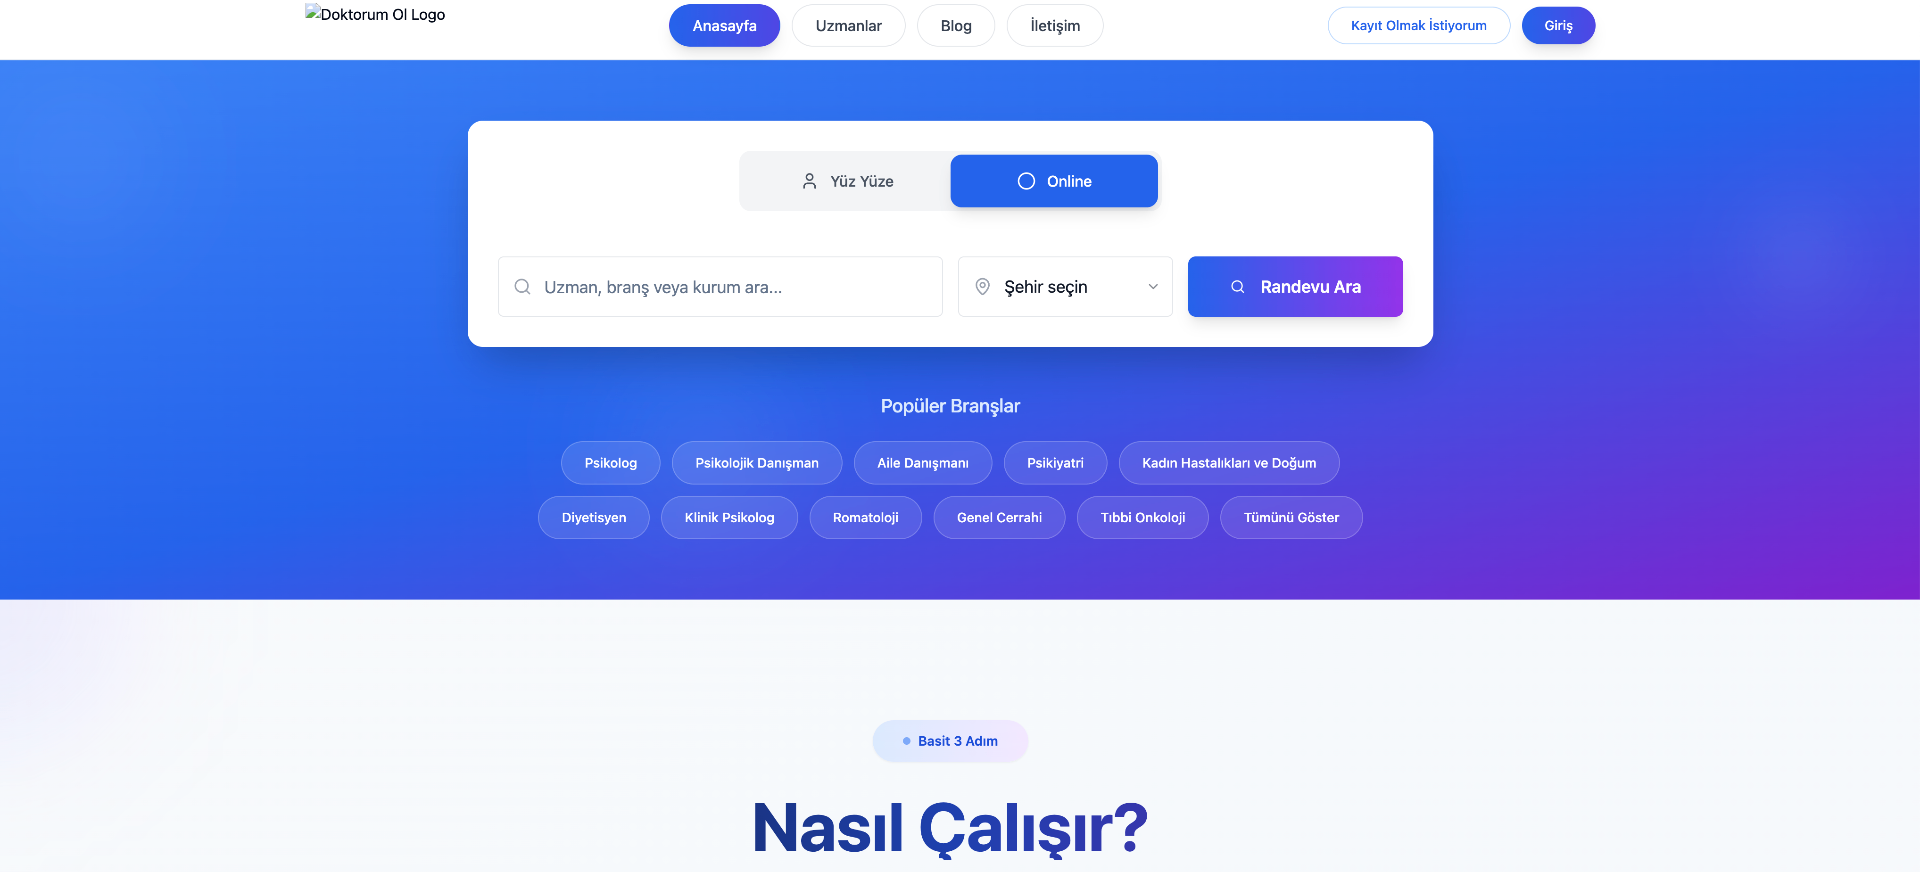 Doktorum Ol Logo
Anasayfa
Uzmanlar
Blog
İletişim
Kayıt Olmak İstiyorum
Giriş
Yüz Yüze
Online
Uzman, branş veya kurum ara...
Şehir seçin
Randevu Ara
Popüler Branşlar
Psikolog
Psikolojik Danışman
Aile Danışmanı
Psikiyatri
Kadın Hastalıkları ve Doğum
Diyetisyen
Klinik Psikolog
Romatoloji
Genel Cerrahi
Tıbbi Onkoloji
Tümünü Göster
Basit 3 Adım
Nasıl Çalışır?